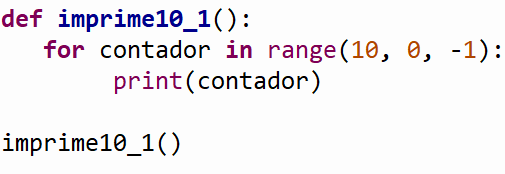 def imprime10_1():
   for contador in range(10, 0, -1):
        print(contador)

imprime10_1()